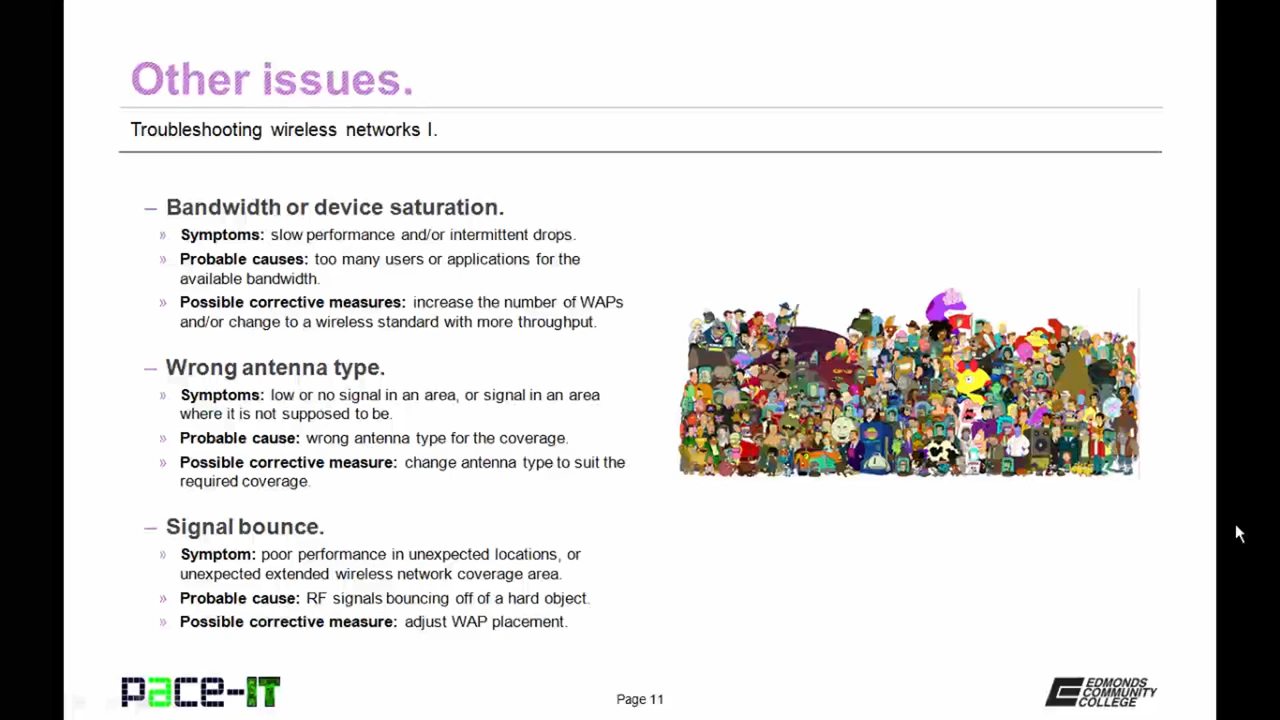 Other issues.
Troubleshooting wireless networks I.
– Bandwidth or device saturation.
» Symptoms: slow performance and/or intermittent drops.
» Probable causes: too many users or applications for the
available bandwidth.
» Possible corrective measures: increase the number of WAPs
and/or change to a wireless standard with more throughput.
– Wrong antenna type.
» Symptoms: low or no signal in an area, or signal in an area
where it is not supposed to be.
» Probable cause: wrong antenna type for the coverage.
» Possible corrective measure: change antenna type to suit the
required coverage.
– Signal bounce.
» Symptom: poor performance in unexpected locations, or
unexpected extended wireless network coverage area.
» Probable cause: RF signals bouncing off of a hard object.
» Possible corrective measure: adjust WAP placement.
pace-IT
Page 11
EDMONDS
COMMUNITY
COLLEGE